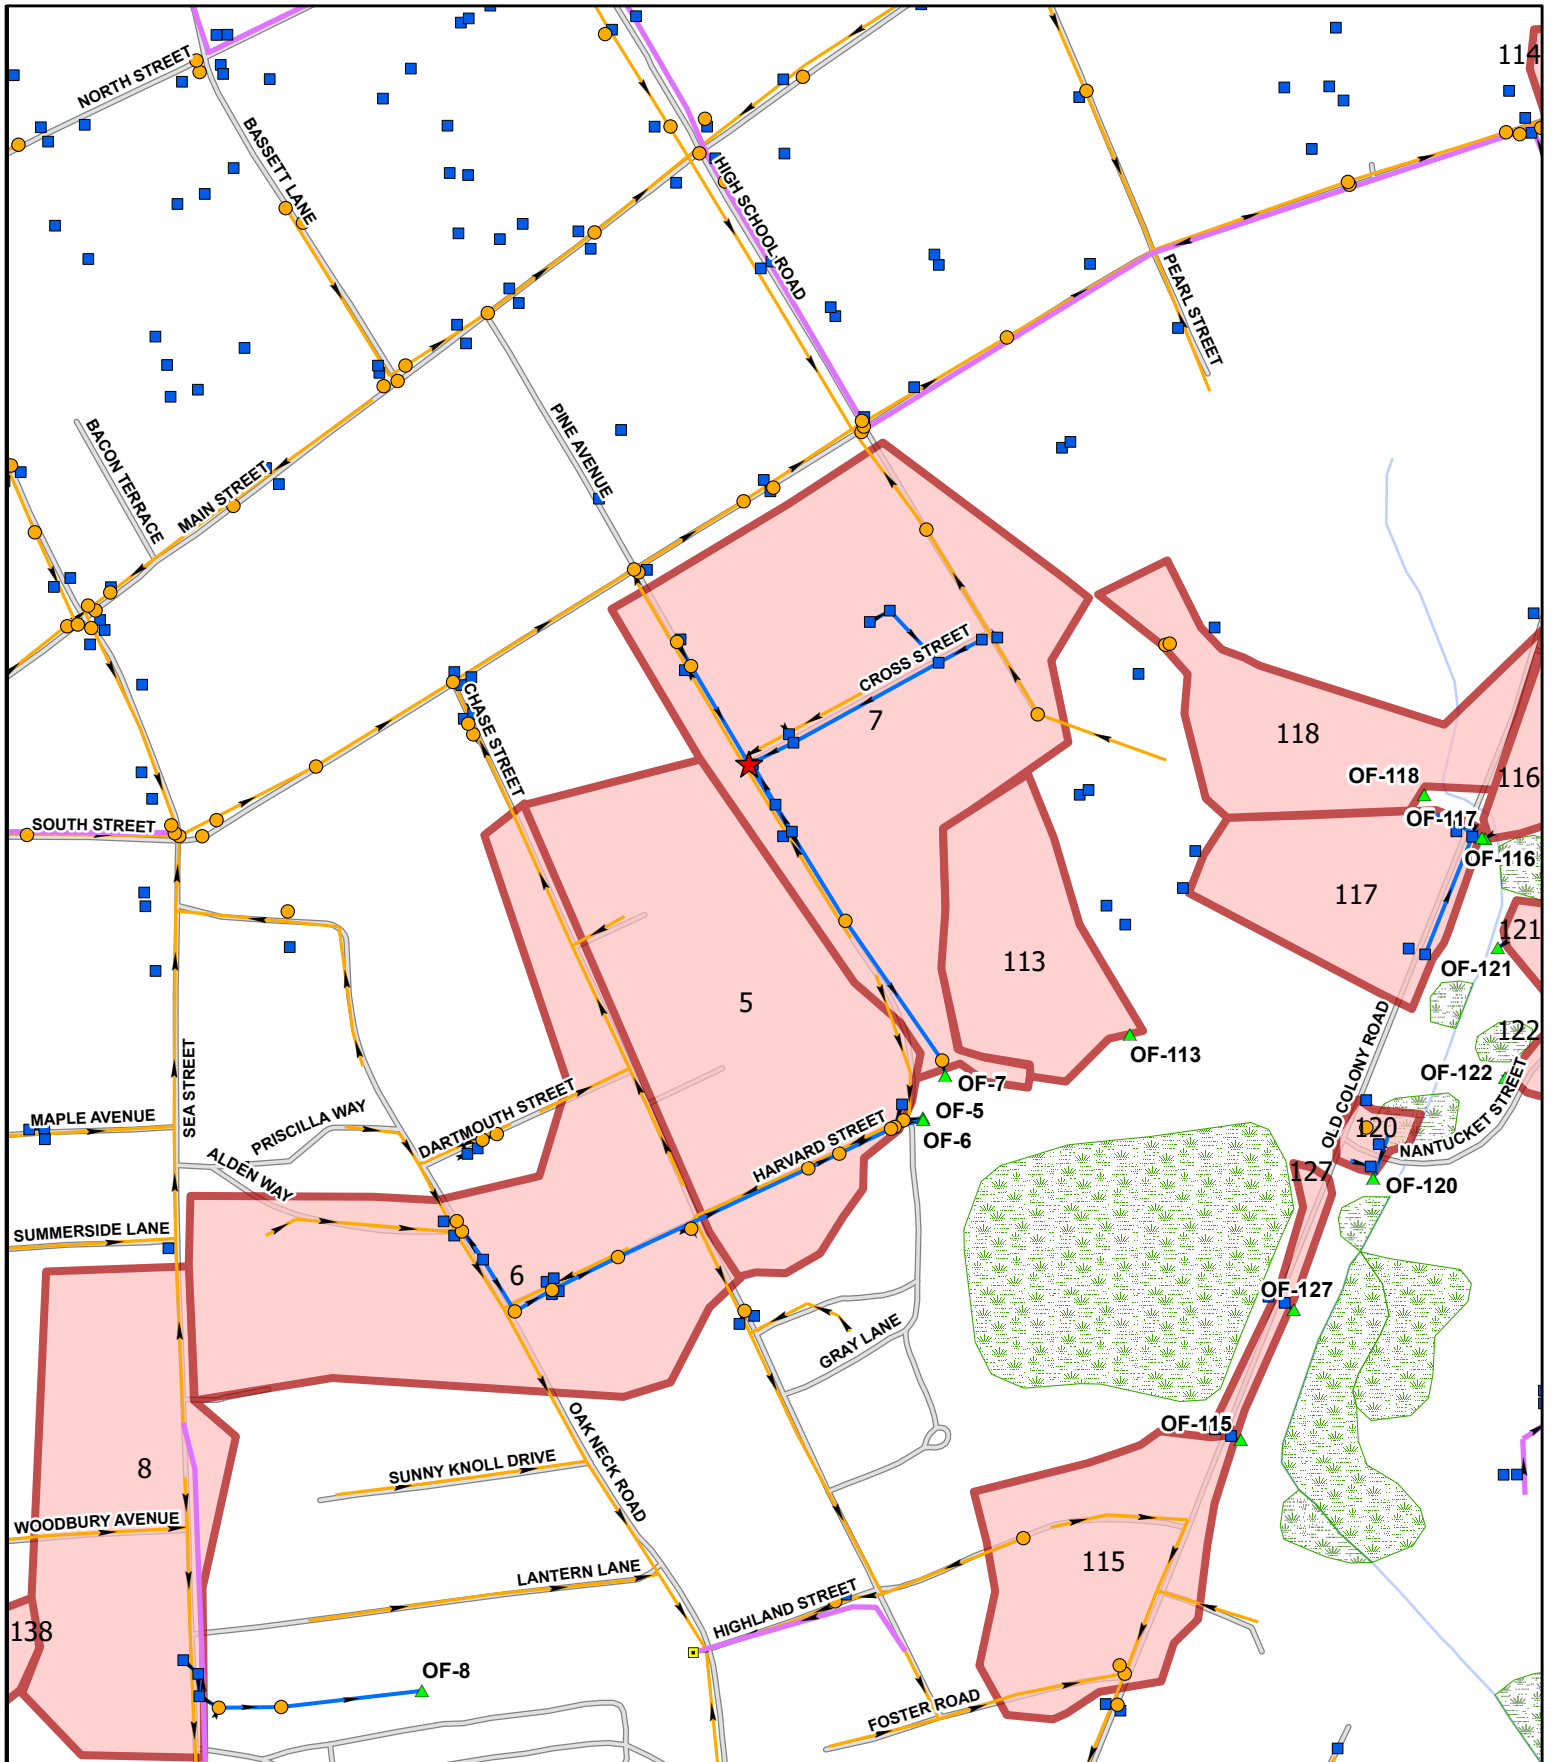 114
NORTH STREET
BASSETT LANE
HIGH SCHOOL ROAD
PEARL STREET
PINE AVENUE
BACON TERRACE
MAIN STREET
CROSS STREET
7
CHASE STREET
118
116
OF-118
OF-117
OF-116
SOUTH STREET
117
121
OF-121
113
5
122
OLD COLONY ROAD
OF-113
SEA STREET
OF-122
OF-7
NANTUCKET STREET
MAPLE AVENUE
PRISCILLA WAY
DARTMOUTH STREET
OF-5
OF-6
120
HARVARD STREET
ALDEN WAY
127
OF-120
SUMMERSIDE LANE
6
OF-127
GRAY LANE
OAK NECK ROAD
OF-115
8
SUNNY KNOLL DRIVE
WOODBURY AVENUE
115
LANTERN LANE
HIGHLAND STREET
138
OF-8
FOSTER ROAD